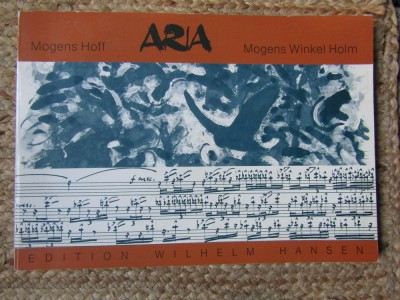 Mogens Hoff ARIA Mogens Winkel Holm
EDITION WILHELM HANSEN